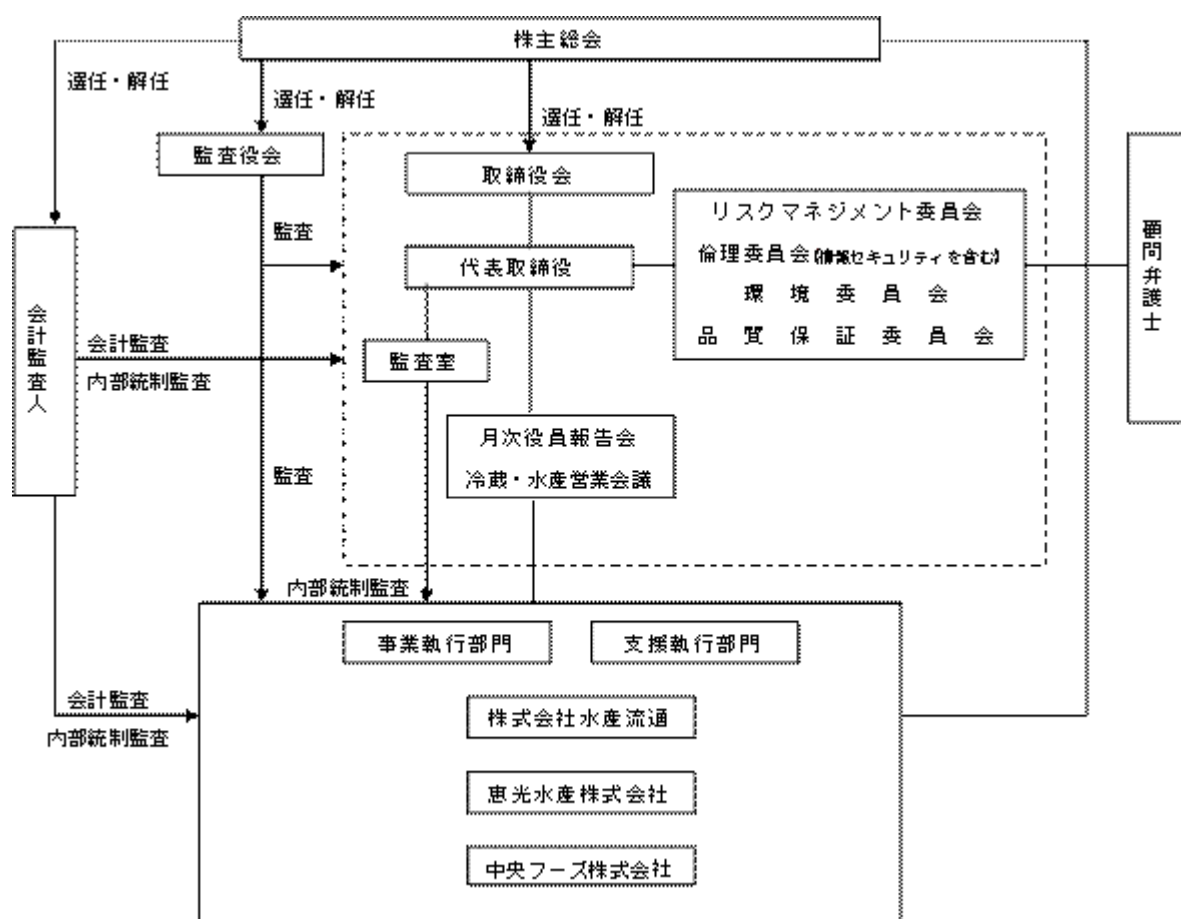 株主総会
選任・解任
選任・解任
選任・解任
監査役会
取締役会
リスクマネジメント委員会
倫理委員会(情報セキュリティを含む)
環境委員会
品質保証委員会
顧問弁護士
監査
代表取締役
会計監査人
会計監査
内部統制監査
監査室
月次役員報告会
冷蔵・水産営業会議
監査
内部統制監査
事業執行部門
支援執行部門
会計監査
内部統制監査
株式会社水産流通
恵光水産株式会社
中央フーズ株式会社